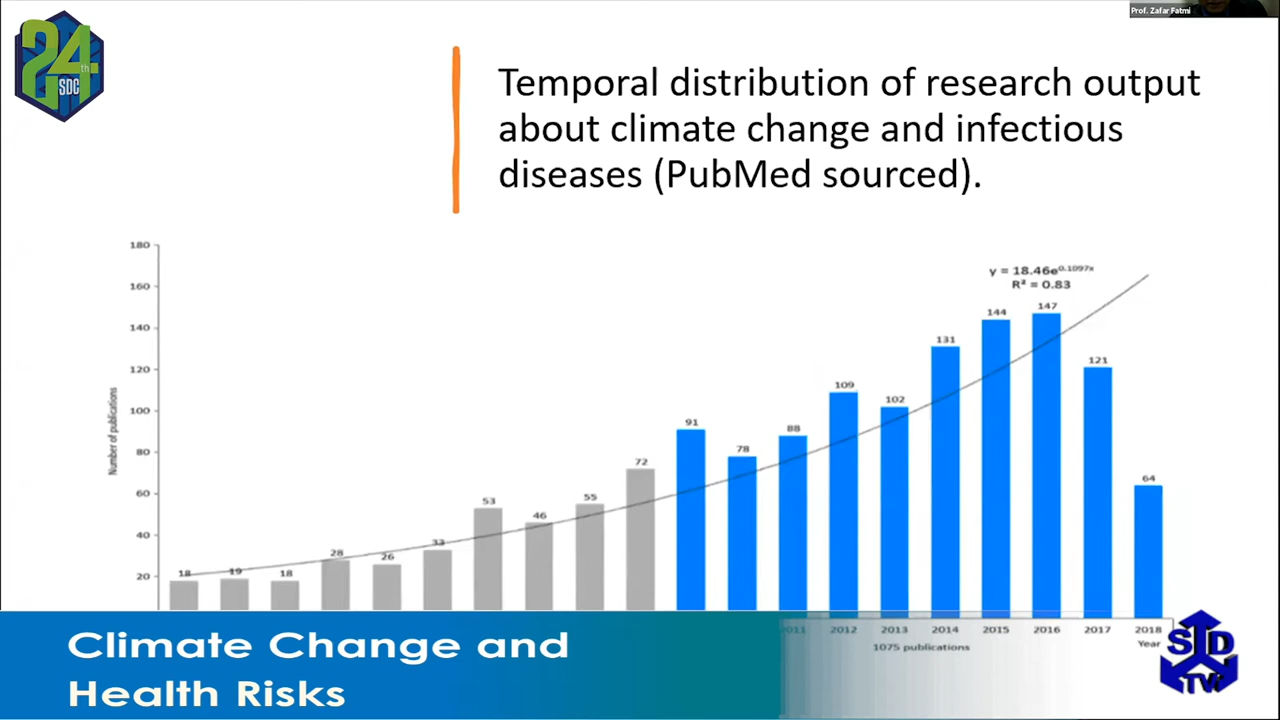 Prof. Zafar Fatmi
24th
SDC
Temporal distribution of research output
about climate change and infectious
diseases (PubMed sourced).
180
160
140
120
100
80
60
40
20
Number of publications
y = 18.46e^0.1097x
R² = 0.83
18
19
18
28
26
33
53
46
55
72
91
78
88
109
102
131
144
147
121
64
2011 2012 2013 2014 2015 2016 2017 2018
1075 publications
Year
Climate Change and
Health Risks
SDTV